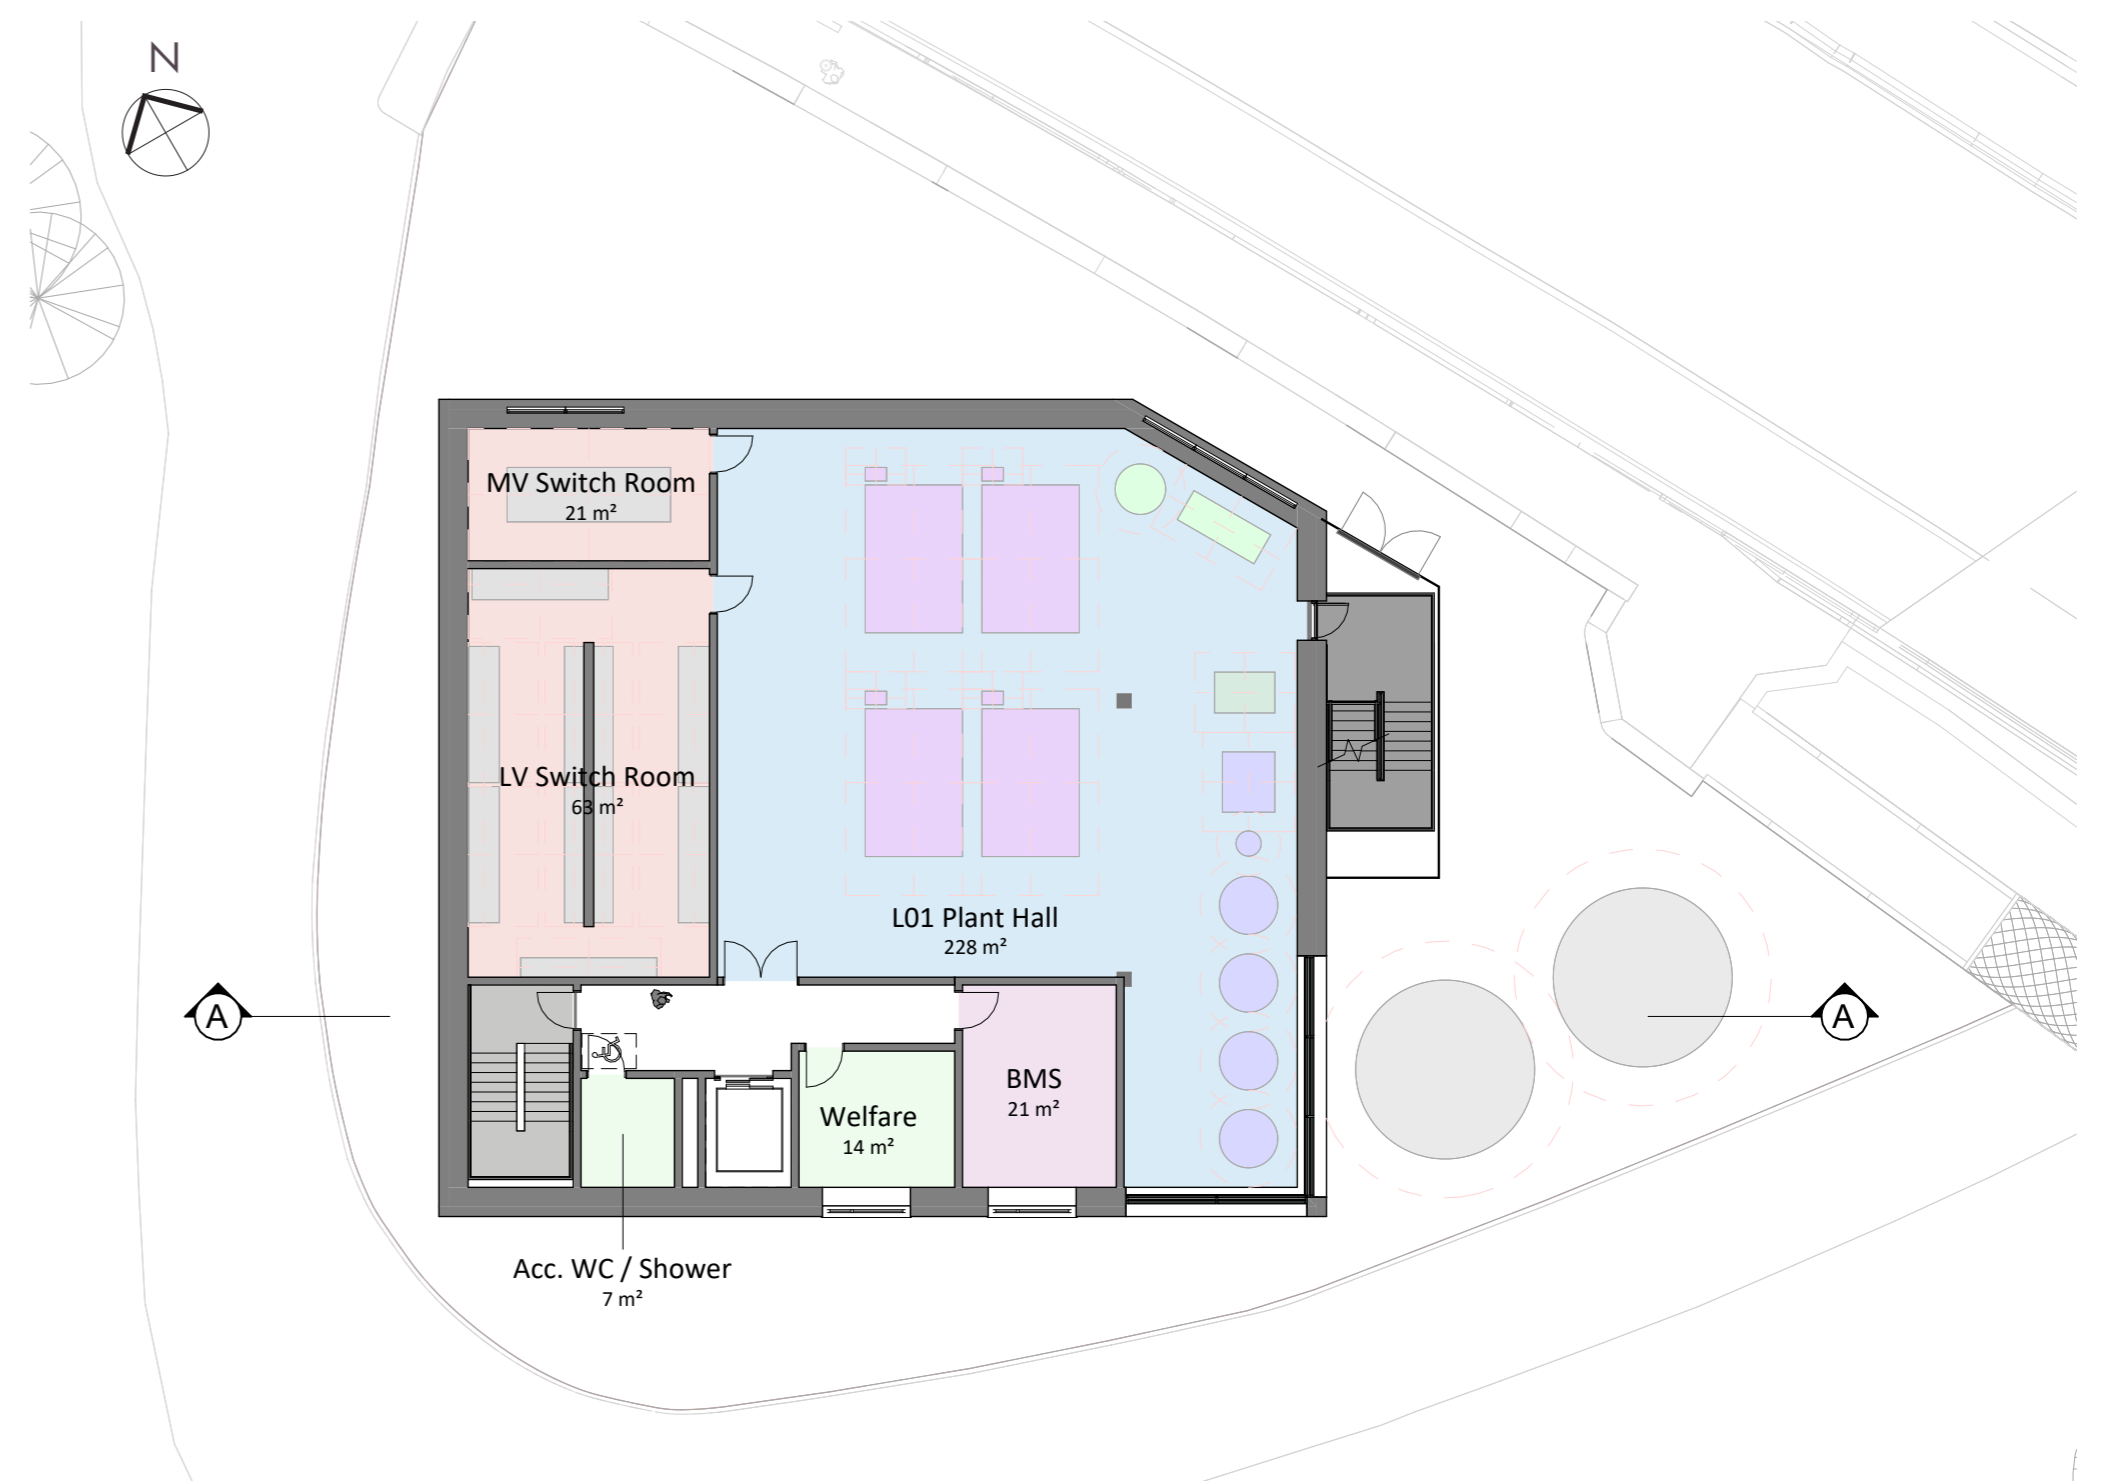 N
MV Switch Room
21 m²
LV Switch Room
63 m²
L01 Plant Hall
228 m²
A
A
BMS
21 m²
Welfare
14 m²
Acc. WC / Shower
7 m²